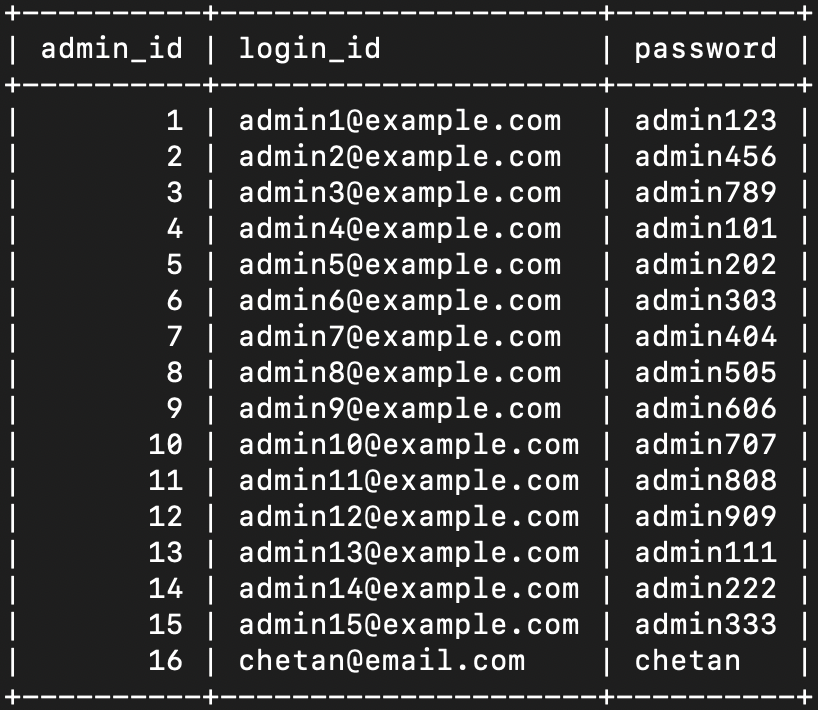 +----------+----------------------+----------+
| admin_id | login_id             | password |
+----------+----------------------+----------+
|        1 | admin1@example.com   | admin123 |
|        2 | admin2@example.com   | admin456 |
|        3 | admin3@example.com   | admin789 |
|        4 | admin4@example.com   | admin101 |
|        5 | admin5@example.com   | admin202 |
|        6 | admin6@example.com   | admin303 |
|        7 | admin7@example.com   | admin404 |
|        8 | admin8@example.com   | admin505 |
|        9 | admin9@example.com   | admin606 |
|       10 | admin10@example.com  | admin707 |
|       11 | admin11@example.com  | admin808 |
|       12 | admin12@example.com  | admin909 |
|       13 | admin13@example.com  | admin111 |
|       14 | admin14@example.com  | admin222 |
|       15 | admin15@example.com  | admin333 |
|       16 | chetan@email.com     | chetan   |
+----------+----------------------+----------+